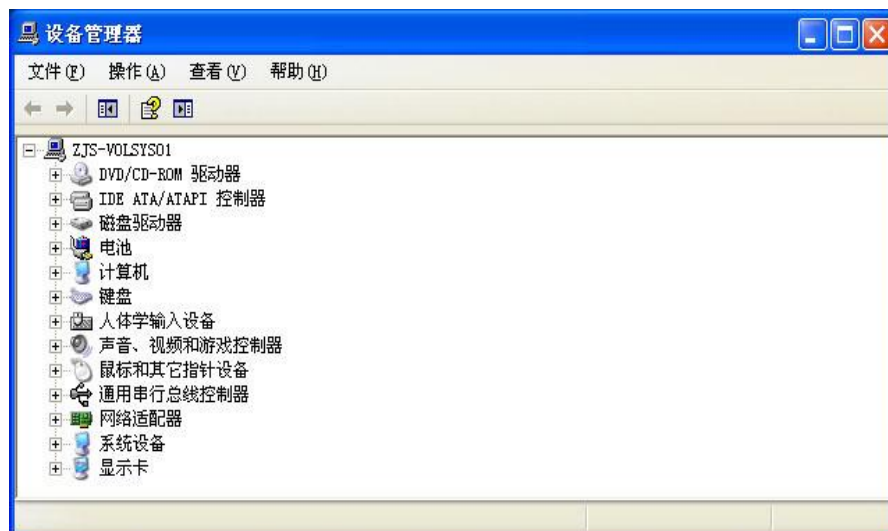 设备管理器
文件(F) 操作(A) 查看(V) 帮助(H)
ZJS-VOLSYS01
DVD/CD-ROM 驱动器
IDE ATA/ATAPI 控制器
磁盘驱动器
电池
计算机
键盘
人体学输入设备
声音、视频和游戏控制器
鼠标和其它指针设备
通用串行总线控制器
网络适配器
系统设备
显示卡